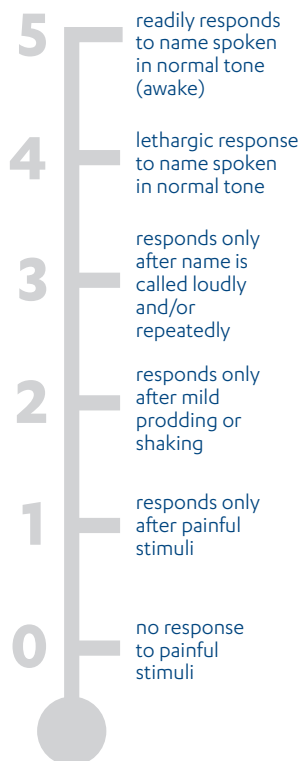 5
readily responds
to name spoken
in normal tone
(awake)
4
lethargic response
to name spoken
in normal tone
3
responds only
after name is
called loudly
and/or
repeatedly
2
responds only
after mild
prodding or
shaking
1
responds only
after painful
stimuli
0
no response
to painful
stimuli